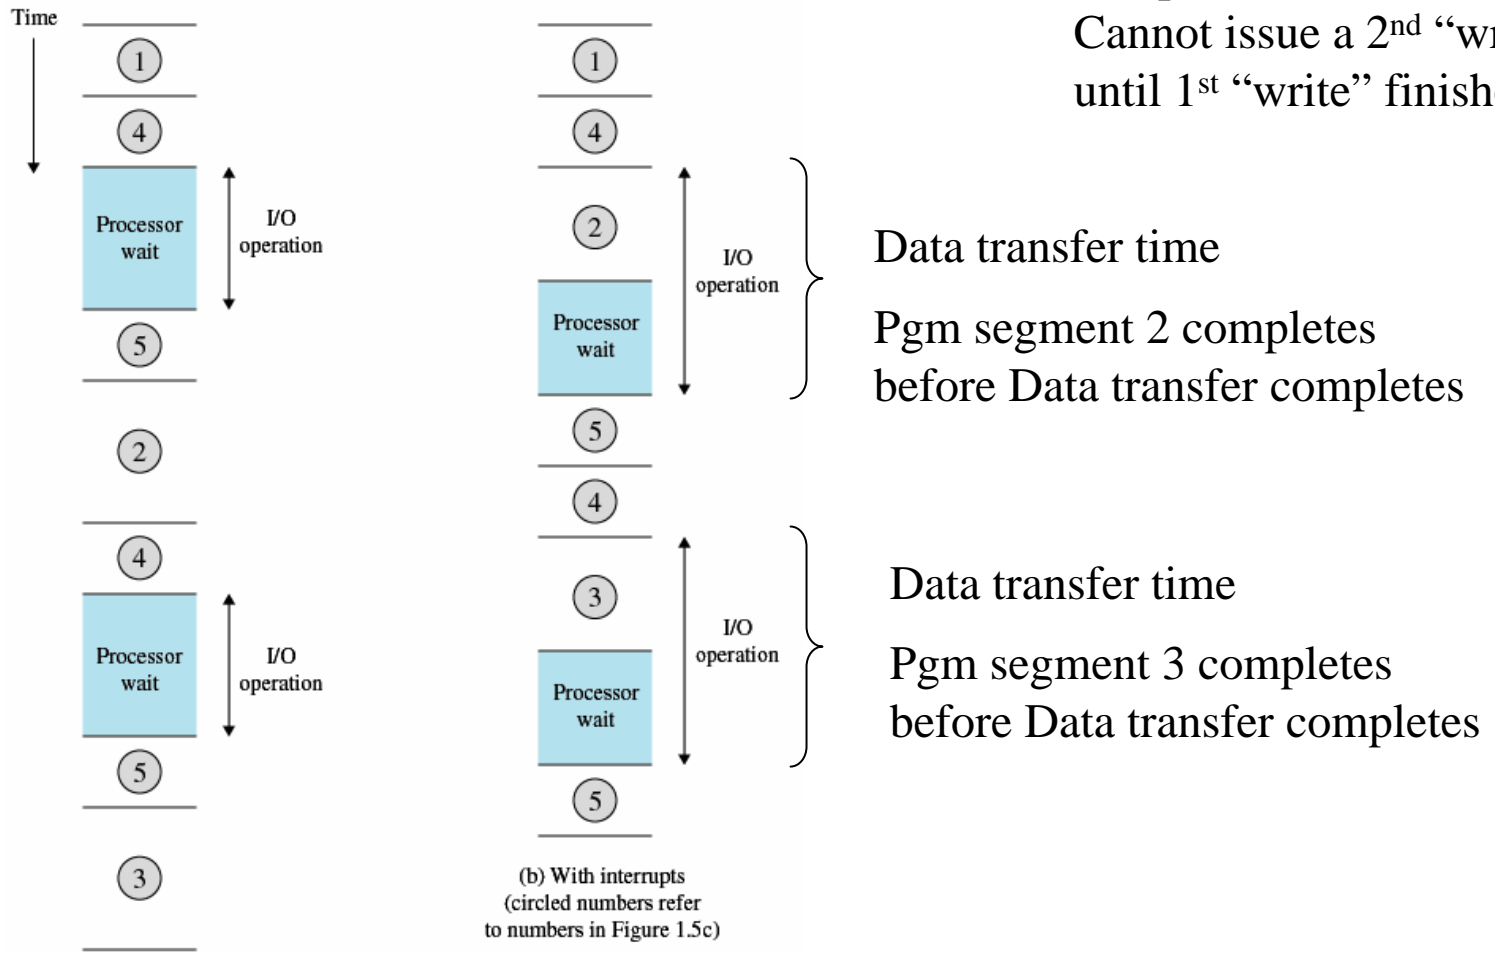 Time
Cannot issue a 2nd “
until 1st “write”
1
4
Processor
wait
I/O
operation
5
2
4
Processor
wait
I/O
operation
5
3
1
4
2
I/O
operation
Processor
wait
5
4
3
I/O
operation
Processor
wait
5
(b) With interrupts
(circled numbers refer
to numbers in Figure 1.5c)
Data transfer time
Pgm segment 2 completes
before Data transfer completes
Data transfer time
Pgm segment 3 completes
before Data transfer completes